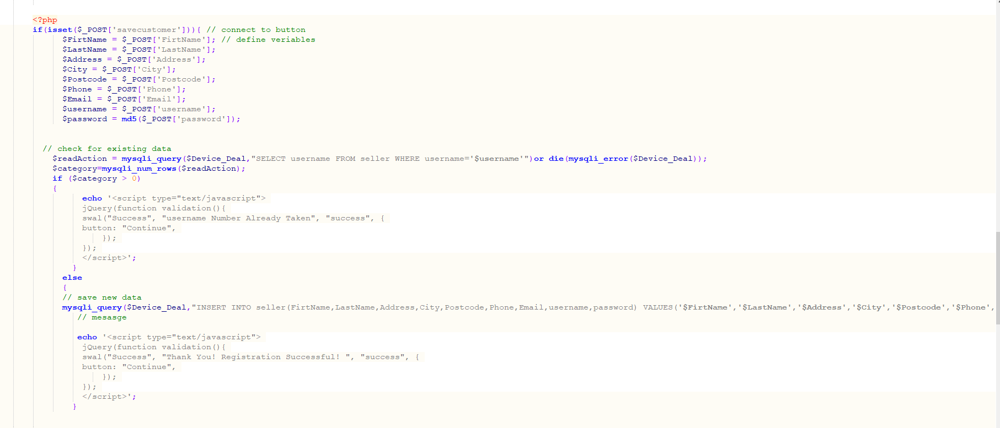 <?php
if(isset($_POST['savecustomer'])){ // connect to button
$FirtName = $_POST['FirtName']; // define veriables
$LastName = $_POST['LastName'];
$Address = $_POST['Address'];
$City = $_POST['City'];
$Postcode = $_POST['Postcode'];
$Phone = $_POST['Phone'];
$Email = $_POST['Email'];
$username = $_POST['username'];
$password = md5($_POST['password']);
// check for existing data
$readAction = mysqli_query($Device_Deal,"SELECT username FROM seller WHERE username='$username'")or die(mysqli_error($Device_Deal));
$category=mysqli_num_rows($readAction);
if ($category > 0)
{
echo '<script type="text/javascript">
jQuery(function validation(){
swal("Success", "username Number Already Taken", "success", {
button: "Continue",
});
});
</script>';
}
else
{
// save new data
mysqli_query($Device_Deal,"INSERT INTO seller(FirtName,LastName,Address,City,Postcode,Phone,Email,username,password) VALUES('$FirtName','$LastName','$Address','$City','$Postcode','$Phone',
// mesasge
echo '<script type="text/javascript">
jQuery(function validation(){
swal("Success", "Thank You! Registration Successful! ", "success", {
button: "Continue",
});
});
</script>';
}